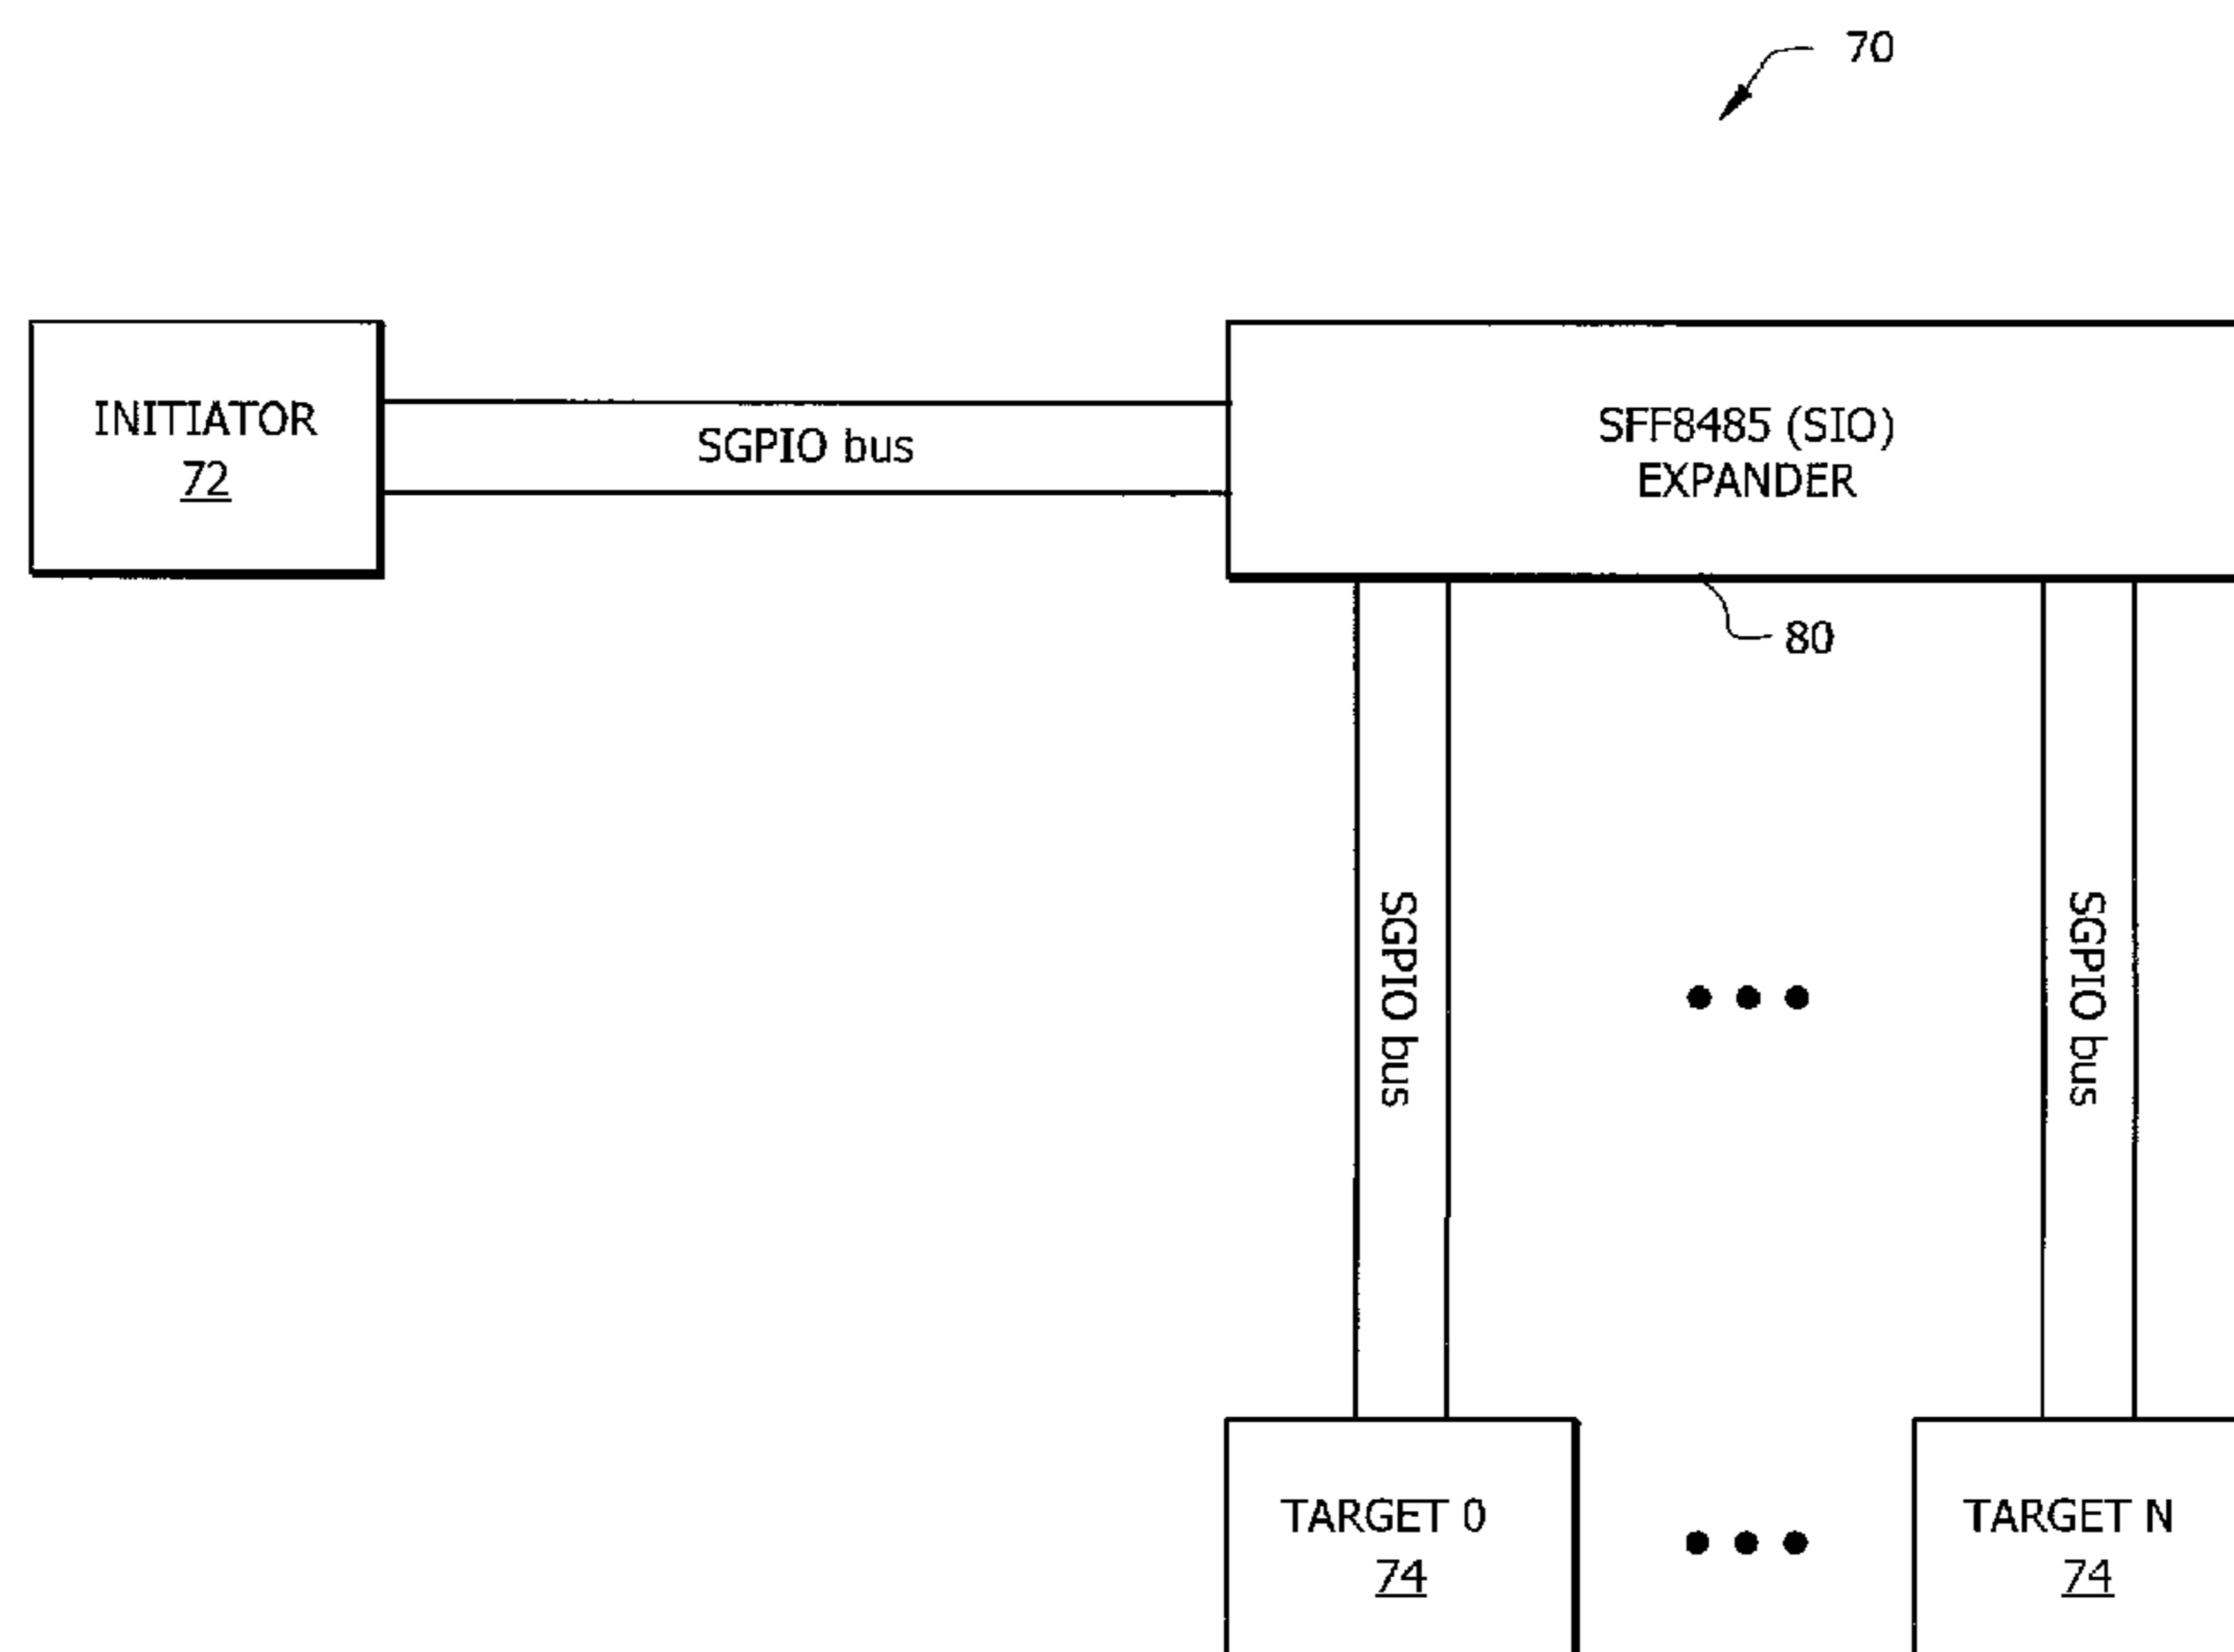 70
INITIATOR
72
SGPIO bus
SFF8485 (SIO)
EXPANDER
80
SGPIO bus
SGPIO bus
TARGET 0
74
TARGET N
74